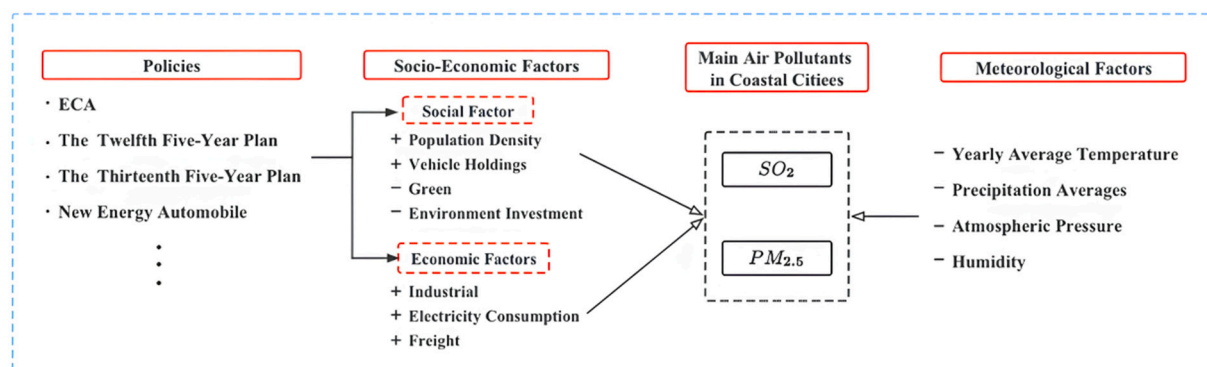 Policies
· ECA
· The Twelfth Five-Year Plan
· The Thirteenth Five-Year Plan
· New Energy Automobile
Socio-Economic Factors
Social Factor
+ Population Density
+ Vehicle Holdings
− Green
− Environment Investment
Economic Factors
+ Industrial
+ Electricity Consumption
+ Freight
Main Air Pollutants
in Coastal Citiees
SO₂
PM₂.₅
Meteorological Factors
− Yearly Average Temperature
− Precipitation Averages
− Atmospheric Pressure
− Humidity